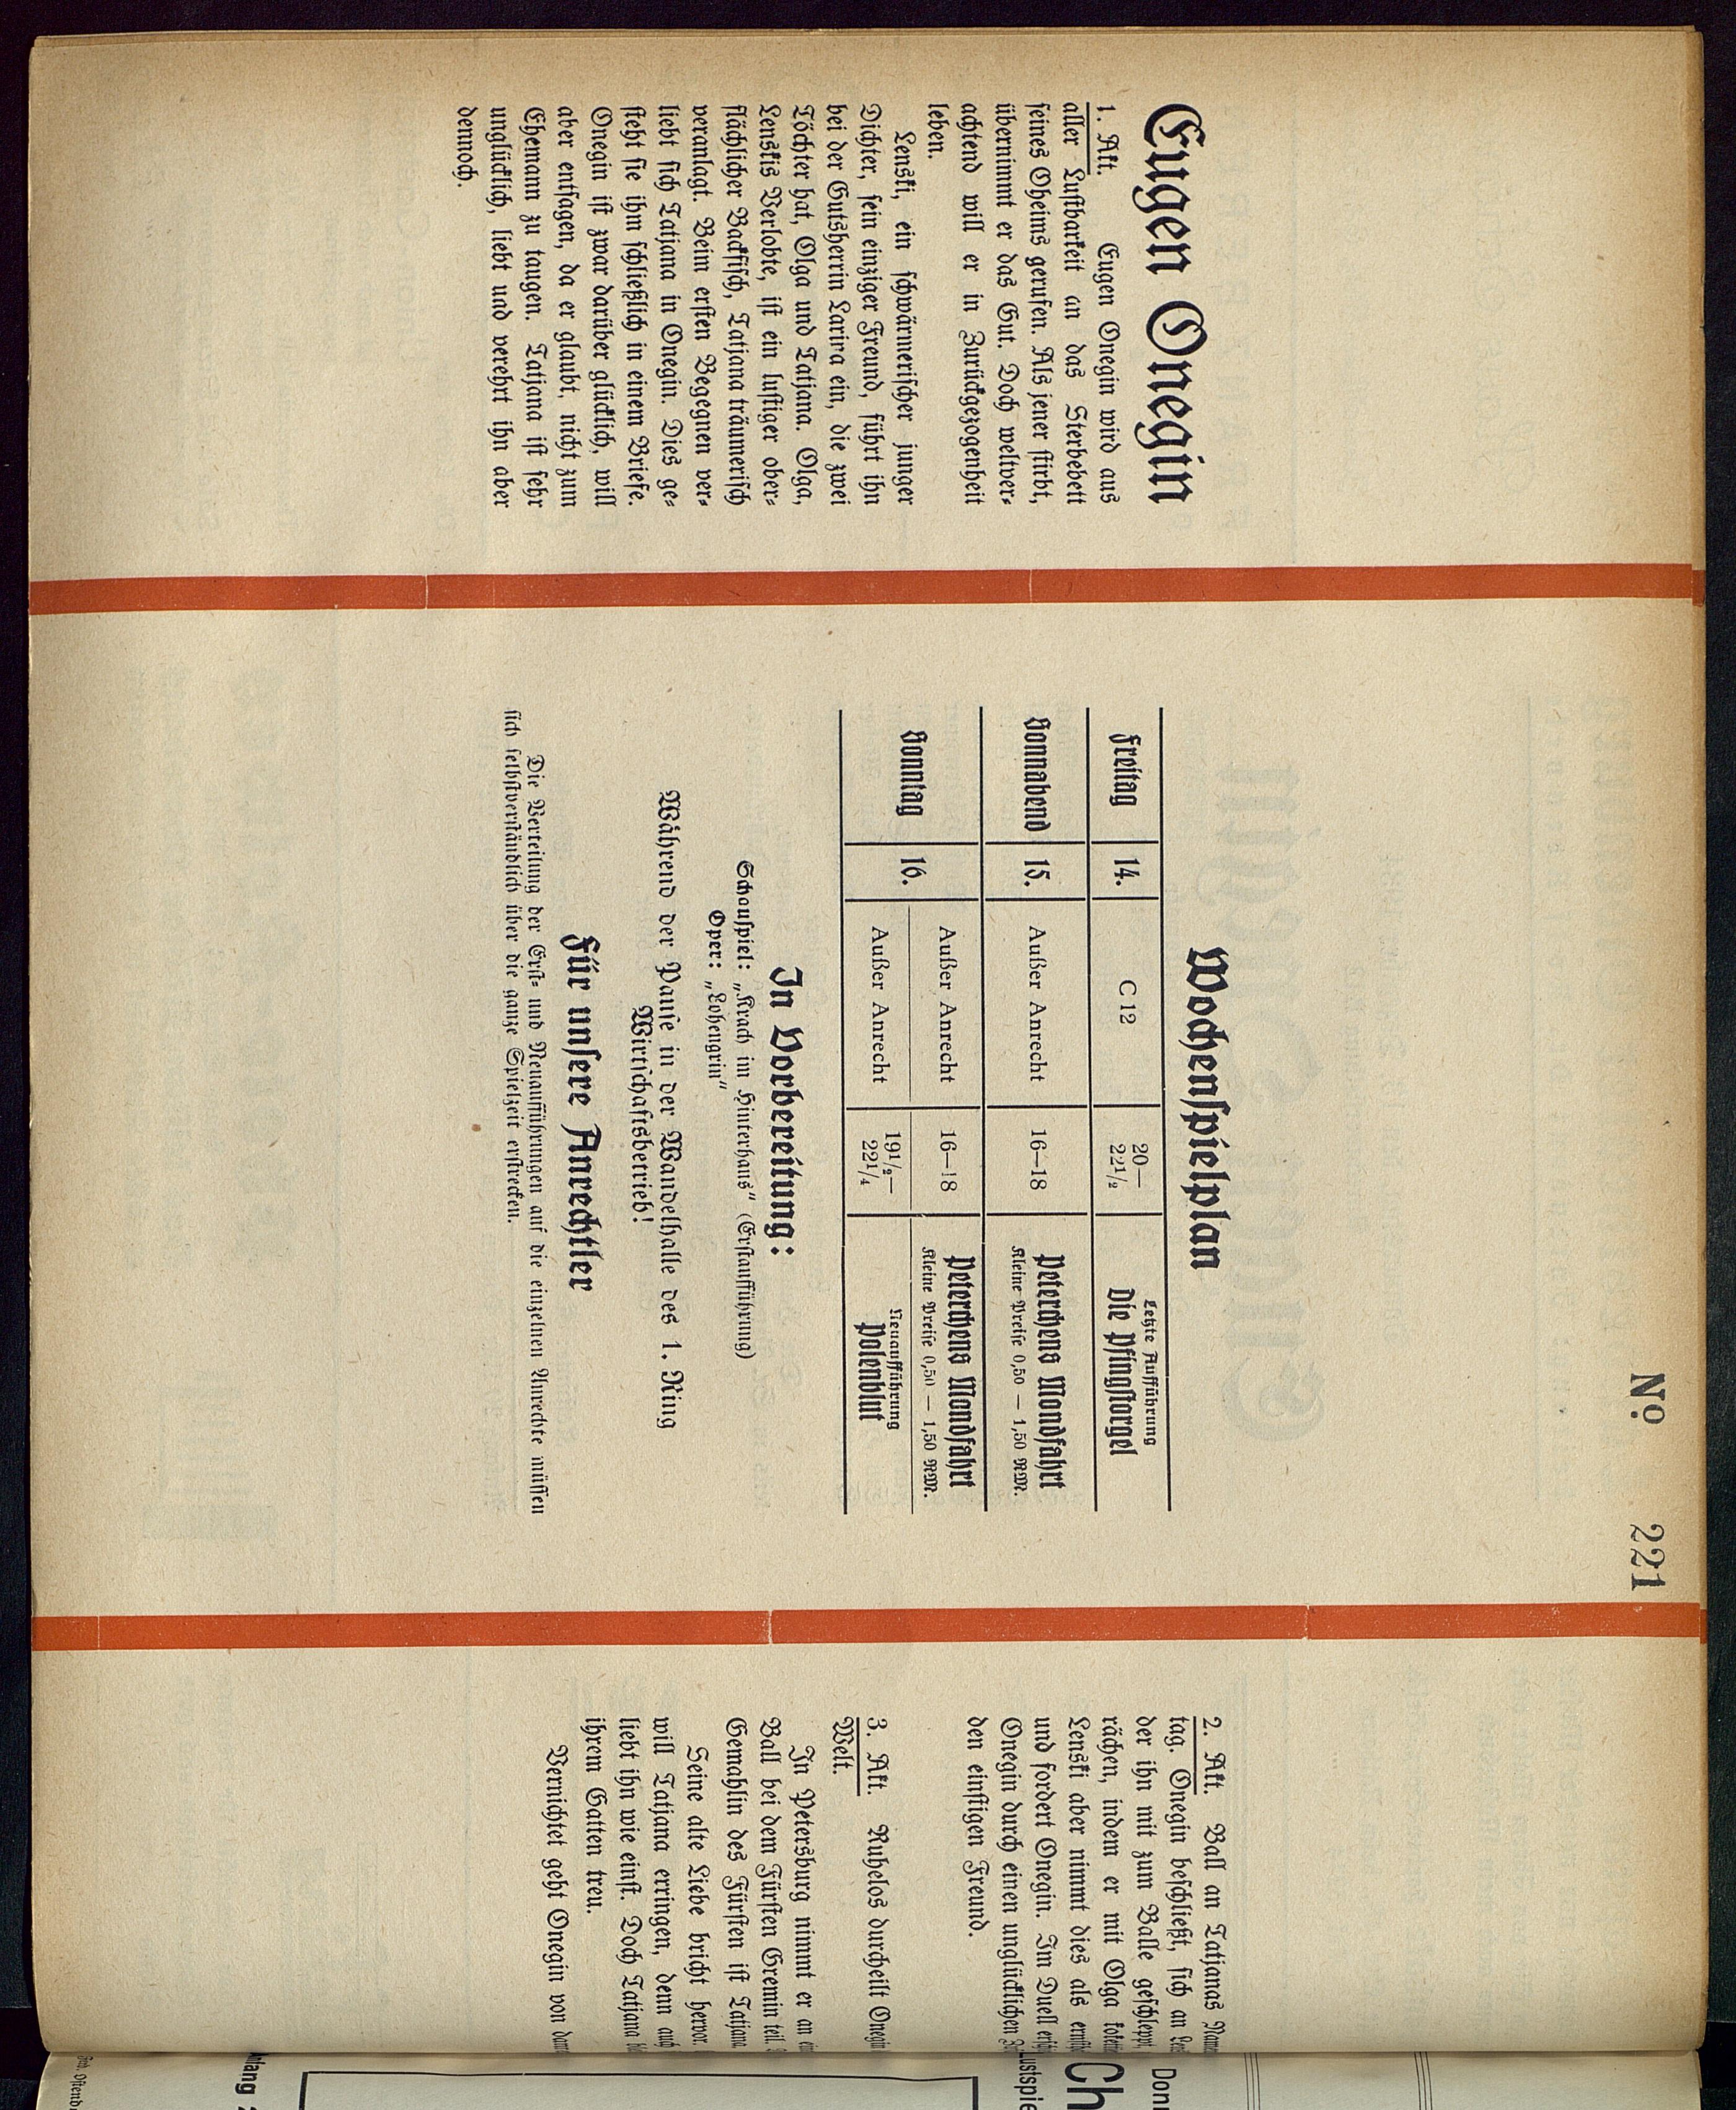 Nº 221
Eugen Onegin
1. Akt. Eugen Onegin wird aus
aller Lustbarkeit an das Sterbebett
seines Oheims gerufen. Als jener stirbt,
übernimmt er das Gut. Doch weltver-
achtend will er in Zurückgezogenheit
leben.
Lenski, ein schwärmerischer junger
Dichter, sein einziger Freund, führt ihn
bei der Gutsherrin Larira ein, die zwei
Töchter hat, Olga und Tatjana. Olga,
Lenskis Verlobte, ist ein lustiger ober-
flächlicher Backfisch, Tatjana träumerisch
veranlagt. Beim ersten Begegnen ver-
liebt sich Tatjana in Onegin. Dies ge-
steht sie ihm schließlich in einem Briefe.
Onegin ist zwar darüber glücklich, will
aber entsagen, da er glaubt, nicht zum
Ehemann zu taugen. Tatjana ist sehr
unglücklich, liebt und verehrt ihn aber
dennoch.
Wochenspielplan
Freitag 14. C 12 20— 22½ Letzte Aufführung
Die Pfingstorgel
Sonnabend 15. Außer Anrecht 16—18 Peterchens Mondfahrt
Kleine Preise 0,50 — 1,50 RM.
Sonntag 16. Außer Anrecht 16—18 Peterchens Mondfahrt
Kleine Preise 0,50 — 1,50 RM.
Außer Anrecht 19½— 22¼ Neuaufführung
Polenblut
In Vorbereitung:
Schauspiel: „Krach im Hinterhaus" (Erstaufführung)
Oper: „Lohengrin"
Während der Pause in der Wandelhalle des 1. Ring
Wirtschaftsbetrieb!
Für unsere Anrechtler
Die Verteilung der Erst- und Neuaufführungen auf die einzelnen Anrechte müssen
sich selbstverständlich über die ganze Spielzeit erstrecken.
2. Akt. Ball an Tatjanas
tag. Onegin beschließt, sich an
der ihn mit zum Balle geschleppt
rächen, indem er mit Olga
Lenski aber nimmt dies als
und fordert Onegin. Im Duell
Onegin durch einen unglücklichen
den einstigen Freund.
3. Akt. Ruhelos durcheilt
Welt.
In Petersburg nimmt er an
Ball bei dem Fürsten Gremin teil.
Gemahlin des Fürsten ist Tatjana
Seine alte Liebe bricht hervor.
will Tatjana erringen, denn auch
liebt ihn wie einst. Doch Tatjana
ihrem Gatten treu.
Vernichtet geht Onegin von